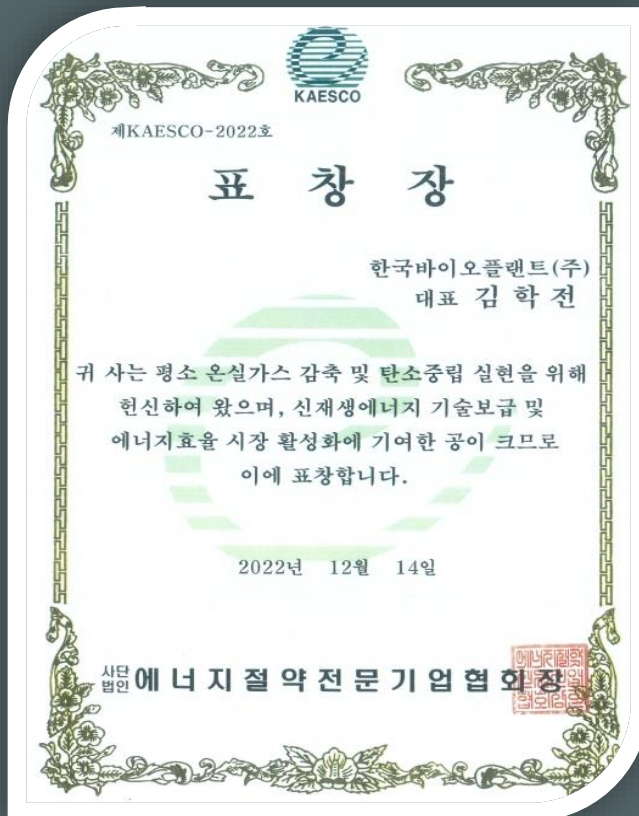 KAESCO
제KAESCO-2022호
표 창 장
한국바이오플랜트(주)
대표 김 학 전
귀 사는 평소 온실가스 감축 및 탄소중립 실현을 위해
헌신하여 왔으며, 신재생에너지 기술보급 및
에너지효율 시장 활성화에 기여한 공이 크므로
이에 표창합니다.
2022년 12월 14일
사단
법인 에너지절약전문기업협회장